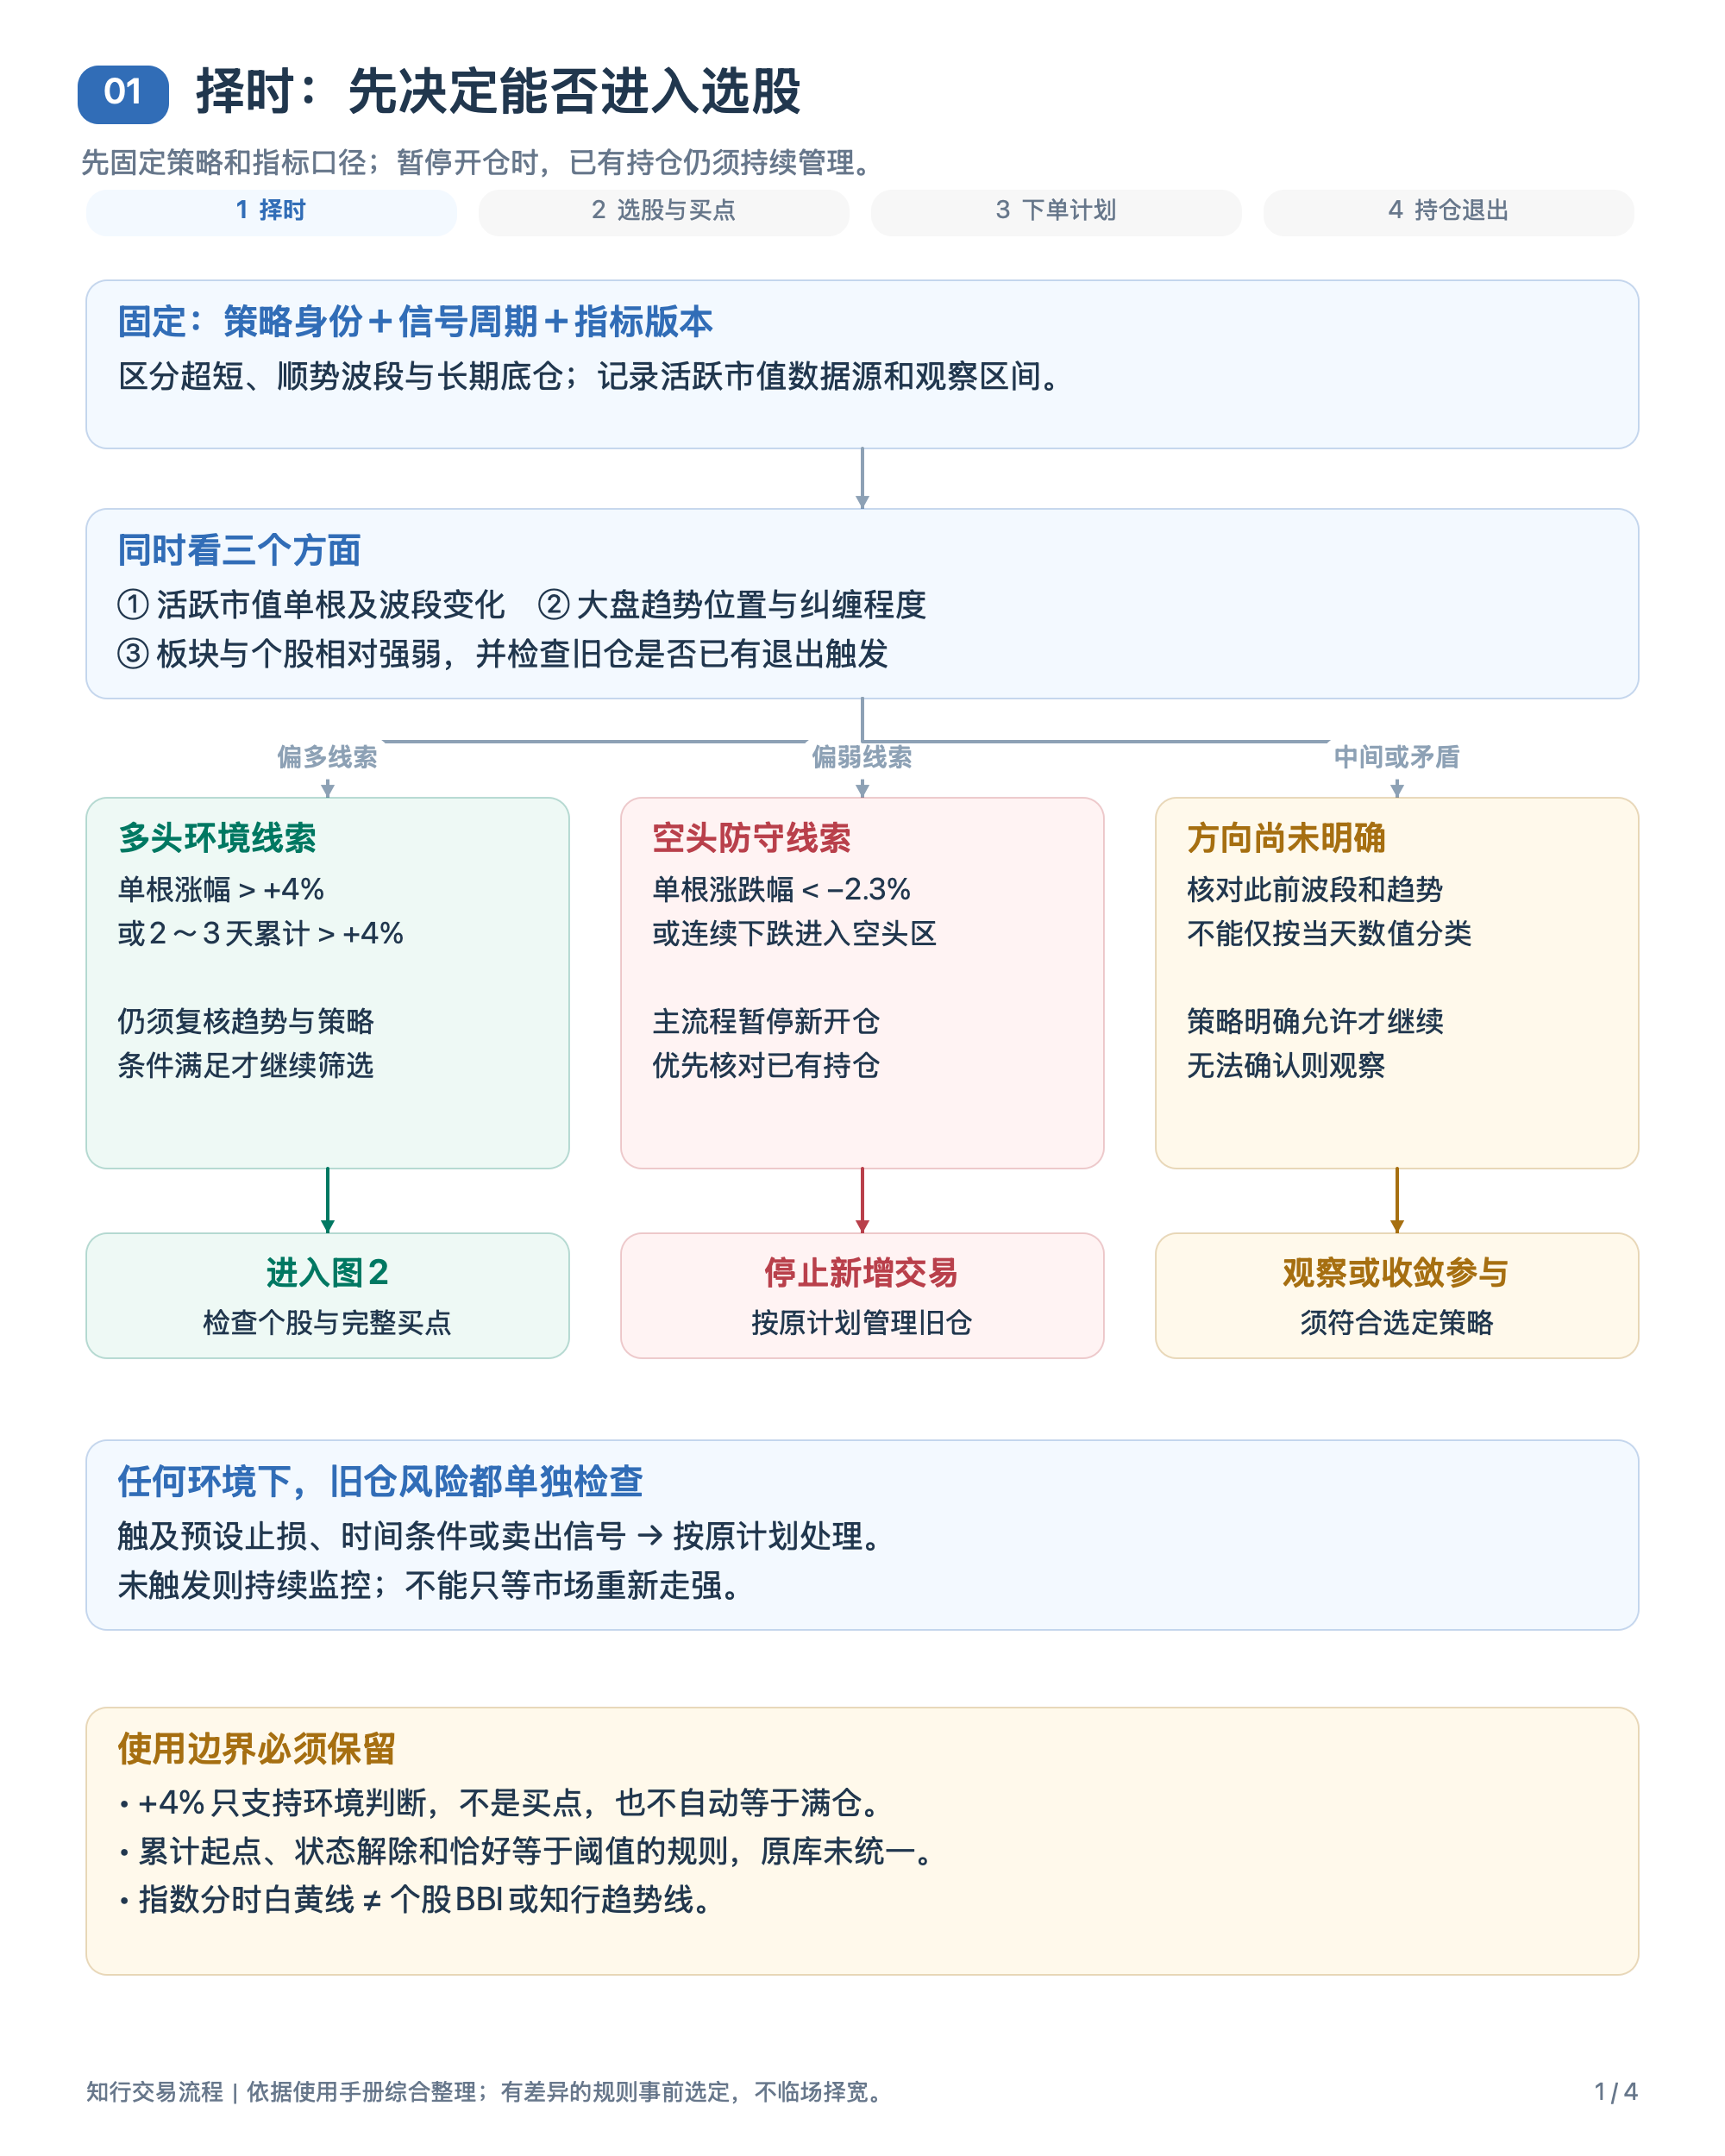 01 择时：先决定能否进入选股
先固定策略和指标口径；暂停开仓时，已有持仓仍须持续管理。
1 择时
2 选股与买点
3 下单计划
4 持仓退出
固定：策略身份＋信号周期＋指标版本
区分超短、顺势波段与长期底仓；记录活跃市值数据源和观察区间。
同时看三个方面
① 活跃市值单根及波段变化　② 大盘趋势位置与纠缠程度
③ 板块与个股相对强弱，并检查旧仓是否已有退出触发
偏多线索
偏弱线索
中间或矛盾
多头环境线索
单根涨幅 > +4%
或2～3天累计 > +4%
仍须复核趋势与策略
条件满足才继续筛选
空头防守线索
单根涨跌幅 < −2.3%
或连续下跌进入空头区
主流程暂停新开仓
优先核对已有持仓
方向尚未明确
核对此前波段和趋势
不能仅按当天数值分类
策略明确允许才继续
无法确认则观察
进入图2
检查个股与完整买点
停止新增交易
按原计划管理旧仓
观察或收敛参与
须符合选定策略
任何环境下，旧仓风险都单独检查
触及预设止损、时间条件或卖出信号 → 按原计划处理。
未触发则持续监控；不能只等市场重新走强。
使用边界必须保留
• +4%只支持环境判断，不是买点，也不自动等于满仓。
• 累计起点、状态解除和恰好等于阈值的规则，原库未统一。
• 指数分时白黄线 ≠ 个股BBI或知行趋势线。
知行交易流程 | 依据使用手册综合整理；有差异的规则事前选定，不临场择宽。
1 / 4